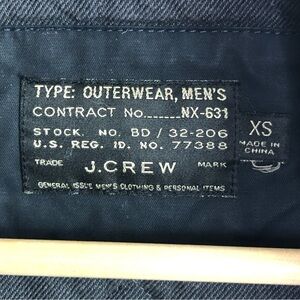 TYPE: OUTERWEAR, MEN'S
CONTRACT No.______NX-631
STOCK. NO. BD / 32-206
U.S. REG. ID. NO. 77388
TRADE J.CREW MARK
GENERAL ISSUE MEN'S CLOTHING & PERSONAL ITEMS
XS
MADE IN
CHINA